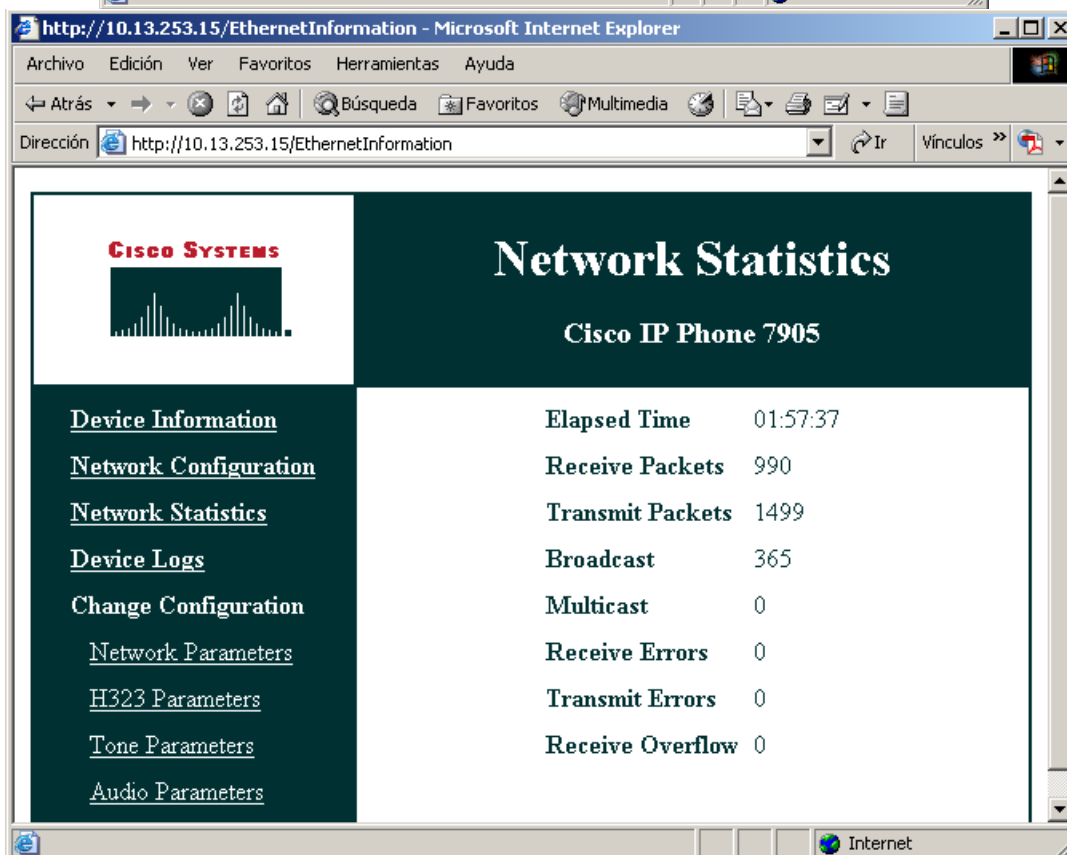 http://10.13.253.15/EthernetInformation - Microsoft Internet Explorer
Archivo Edición Ver Favoritos Herramientas Ayuda
Atrás Búsqueda Favoritos Multimedia
Dirección http://10.13.253.15/EthernetInformation Ir Vínculos »
CISCO SYSTEMS
Network Statistics
Cisco IP Phone 7905
Device Information
Network Configuration
Network Statistics
Device Logs
Change Configuration
Network Parameters
H323 Parameters
Tone Parameters
Audio Parameters
Elapsed Time 01:57:37
Receive Packets 990
Transmit Packets 1499
Broadcast 365
Multicast 0
Receive Errors 0
Transmit Errors 0
Receive Overflow 0
Internet